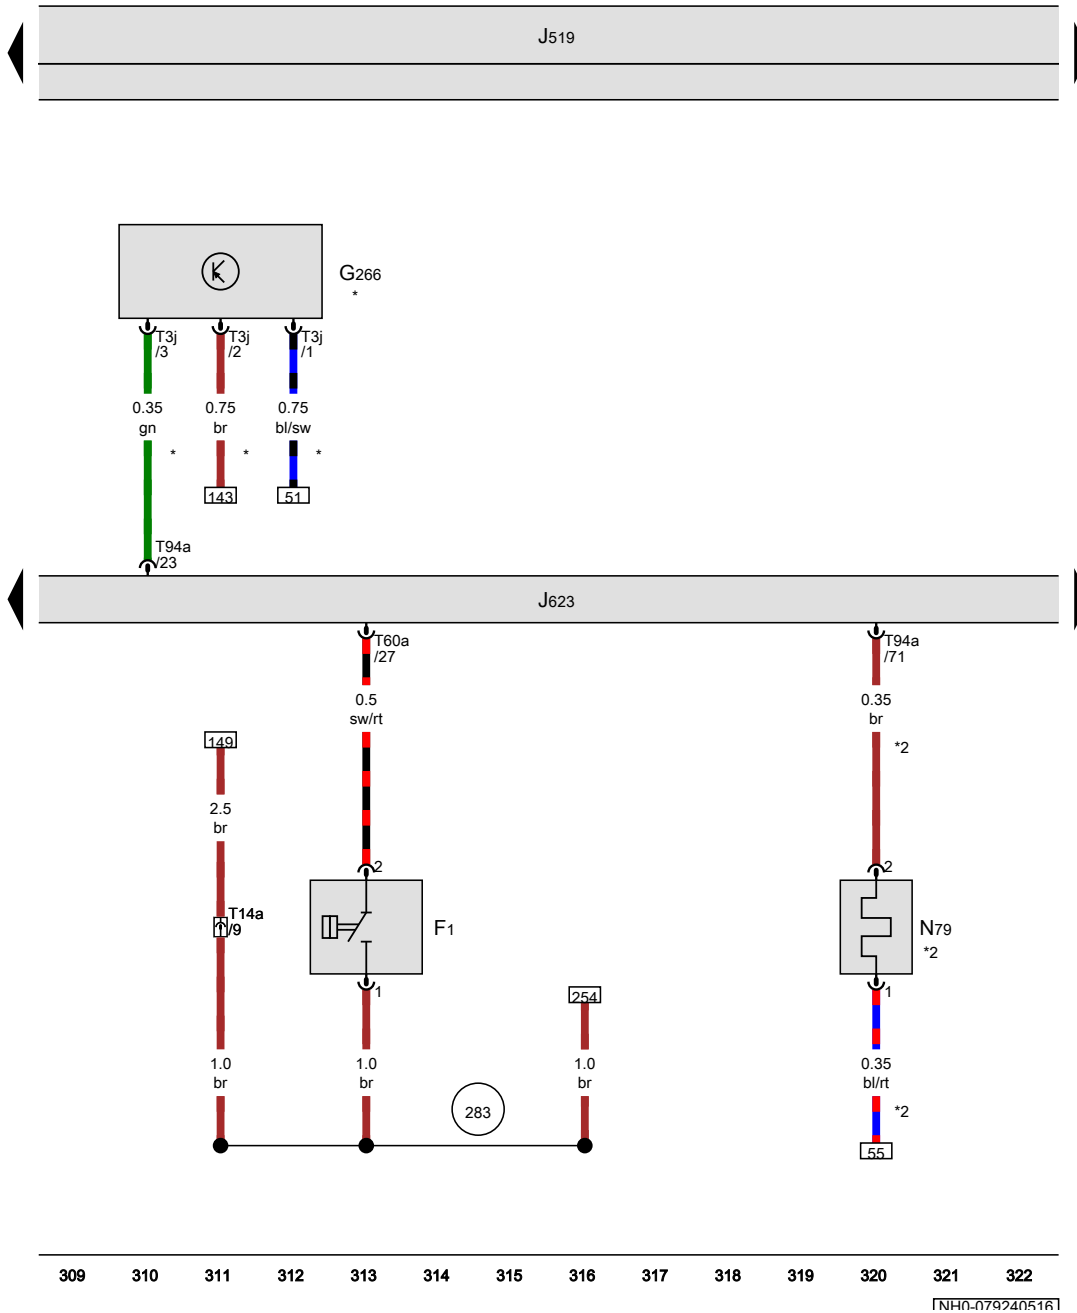 J519
G266
*
T3j
/3
T3j
/2
T3j
/1
0.35
gn
*
0.75
br
*
0.75
bl/sw
*
143
51
T94a
/23
J623
T60a
/27
T94a
/71
0.5
sw/rt
0.35
br
*2
149
2.5
br
2
2
T14a
/9
F1
N79
*2
1
1
254
1.0
br
1.0
br
1.0
br
0.35
bl/rt
*2
283
55
309 310 311 312 313 314 315 316 317 318 319 320 321 322
NH0-079240516